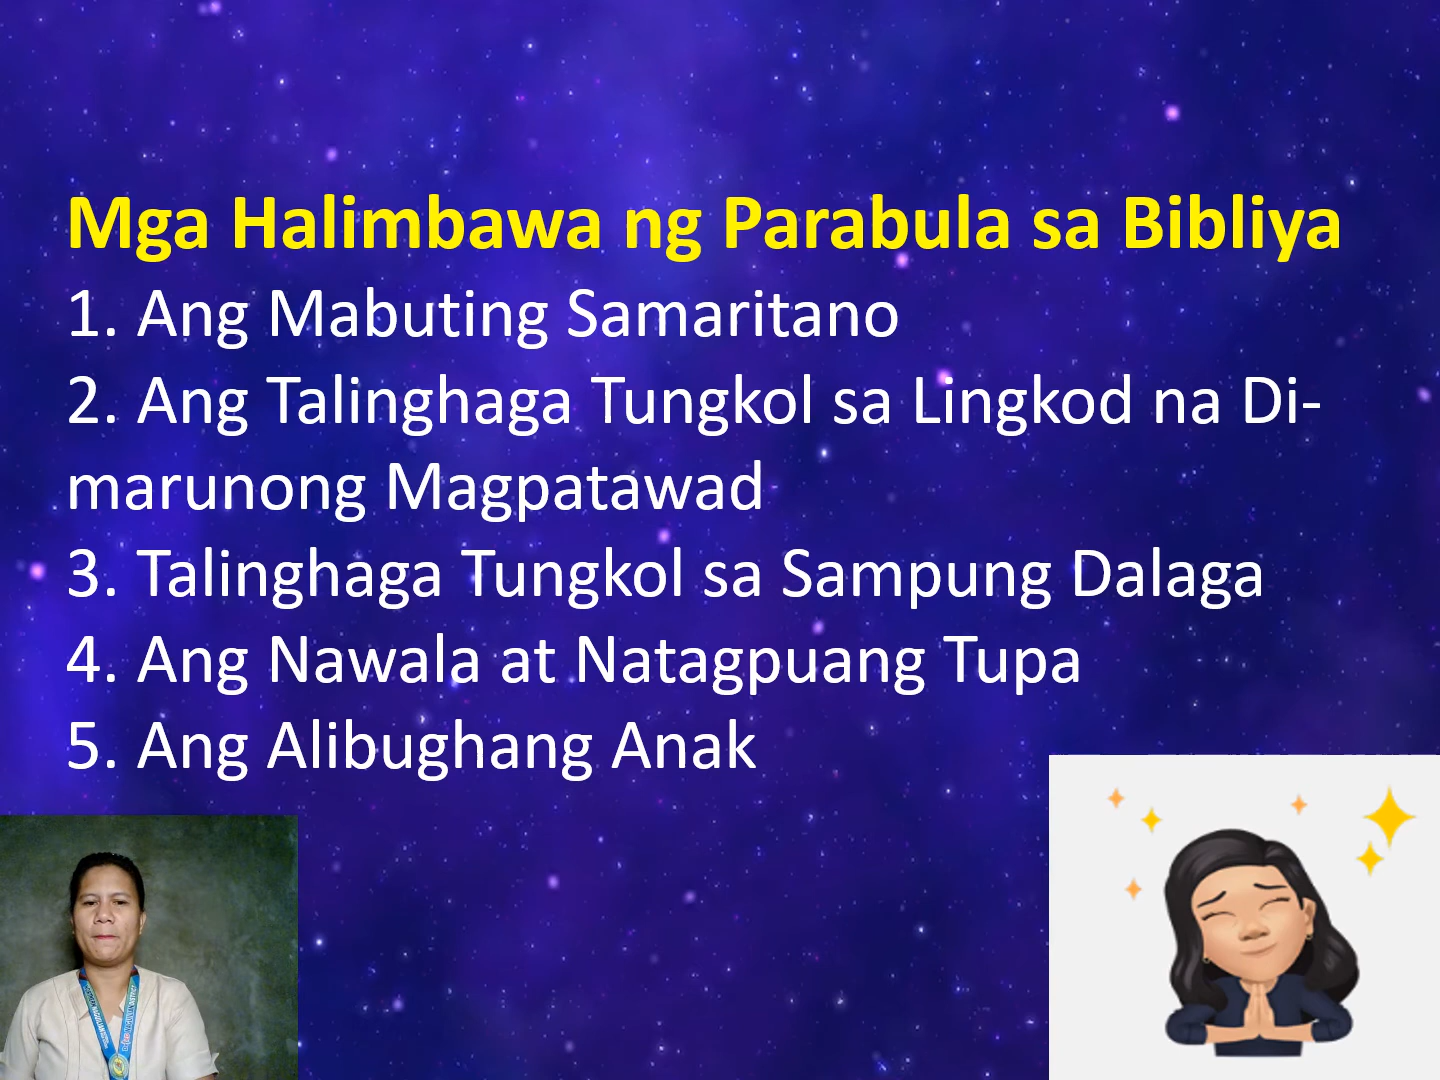 Mga Halimbawa ng Parabula sa Bibliya
1. Ang Mabuting Samaritano
2. Ang Talinghaga Tungkol sa Lingkod na Di-
marunong Magpatawad
3. Talinghaga Tungkol sa Sampung Dalaga
4. Ang Nawala at Natagpuang Tupa
5. Ang Alibughang Anak